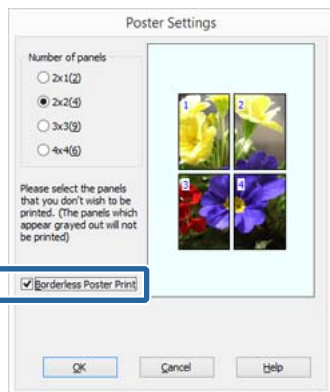 Poster Settings
Number of panels
2x1(2)
2x2(4)
3x3(9)
4x4(6)
Please select the panels
that you don't wish to be
printed. (The panels which
appear grayed out will not
be printed)
Borderless Poster Print
OK
Cancel
Help
1
2
3
4